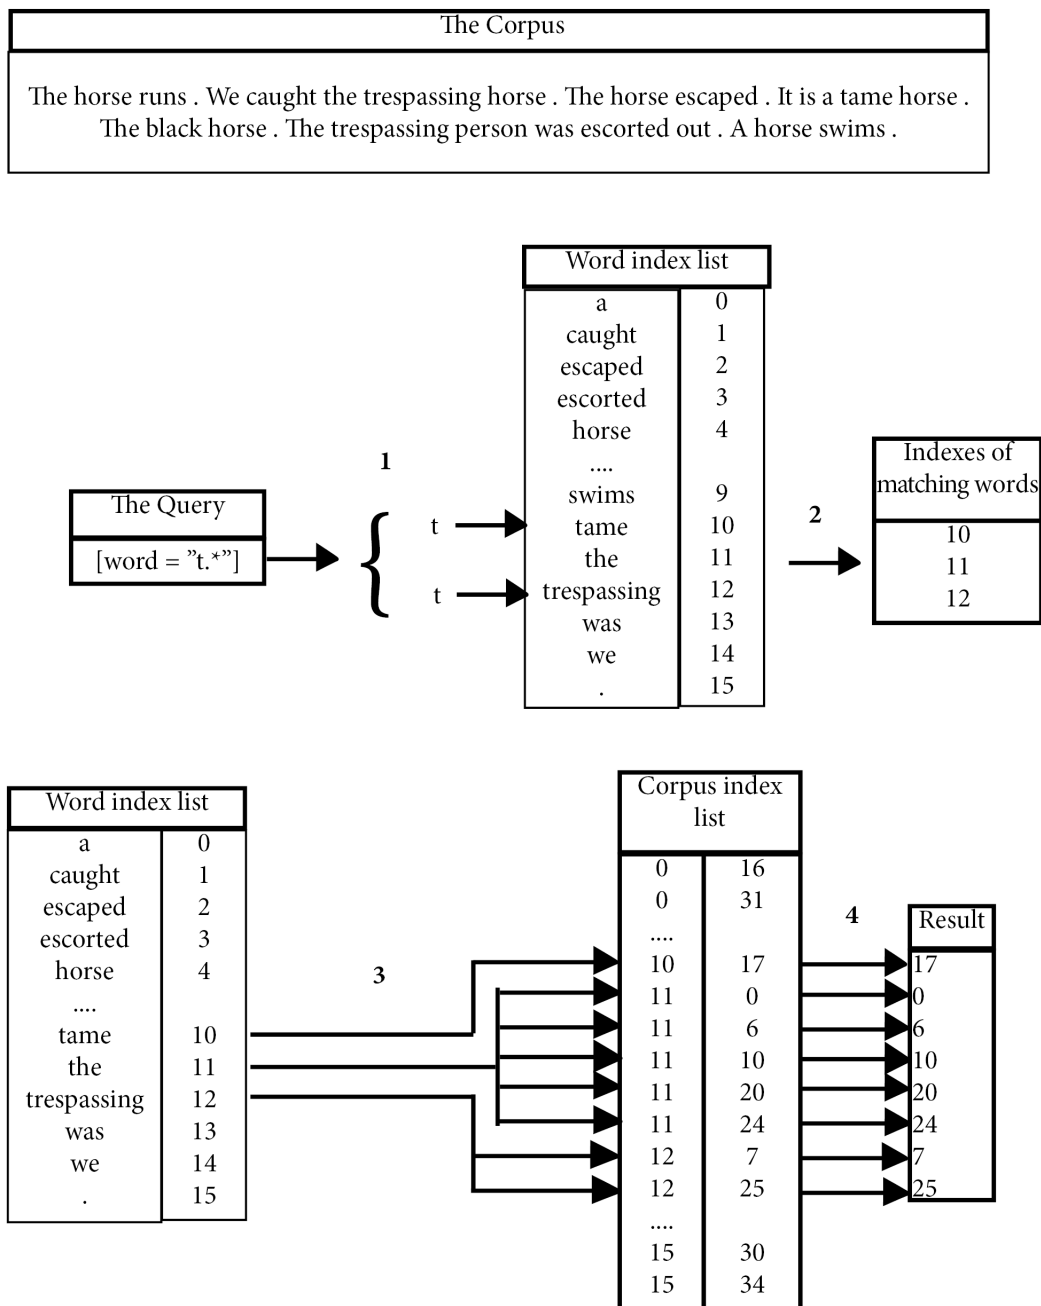 The Corpus
The horse runs . We caught the trespassing horse . The horse escaped . It is a tame horse .
The black horse . The trespassing person was escorted out . A horse swims .
Word index list
a 0
caught 1
escaped 2
escorted 3
horse 4
....
swims 9
tame 10
the 11
trespassing 12
was 13
we 14
. 15
1
The Query
[word = ”t.*”]
{
t
t
2
Indexes of
matching words
10
11
12
Word index list
a 0
caught 1
escaped 2
escorted 3
horse 4
....
tame 10
the 11
trespassing 12
was 13
we 14
. 15
3
Corpus index
list
0 16
0 31
....
10 17
11 0
11 6
11 10
11 20
11 24
12 7
12 25
....
15 30
15 34
4
Result
17
0
6
10
20
24
7
25